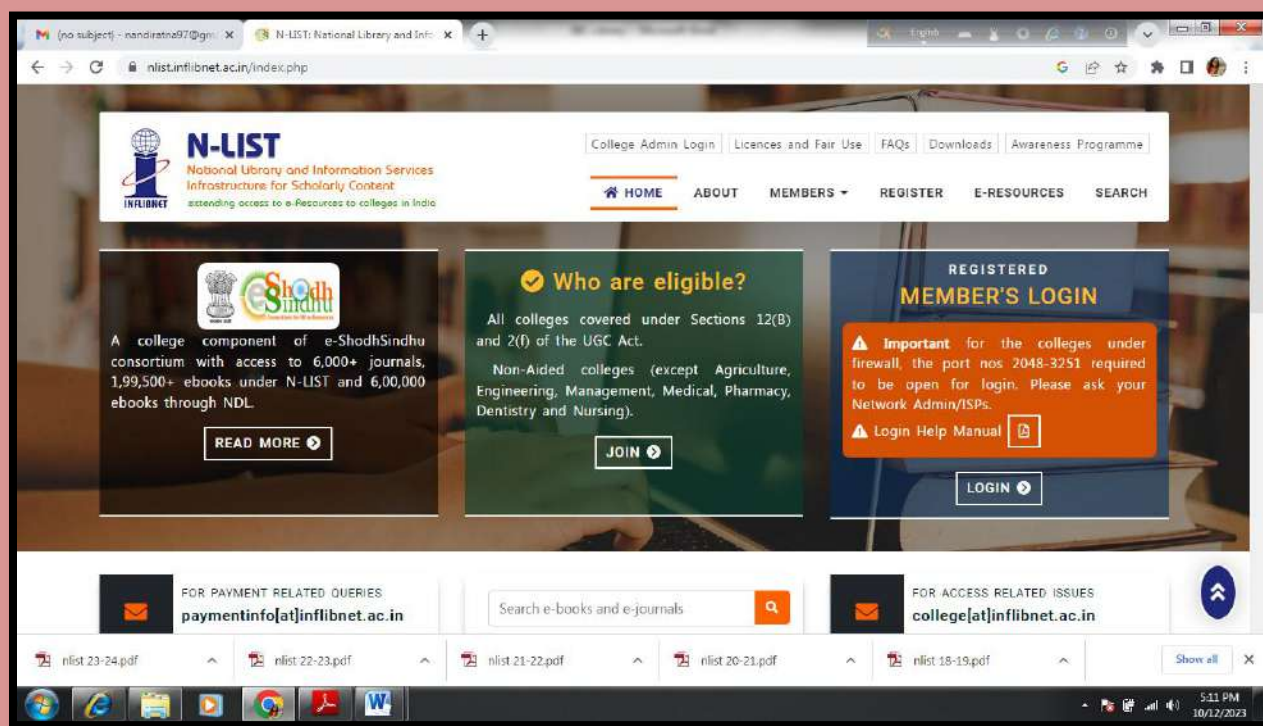 (no subject) - nandiratna97@gm
N-LIST: National Library and Info
English
nlist.inflibnet.ac.in/index.php
INFLIBNET
N-LIST
National Library and Information Services
Infrastructure for Scholarly Content
extending access to e-Resources to colleges in India
College Admin Login
Licences and Fair Use
FAQs
Downloads
Awareness Programme
HOME
ABOUT
MEMBERS
REGISTER
E-RESOURCES
SEARCH
e Shodh
Sindhu
A college component of e-ShodhSindhu
consortium with access to 6,000+ journals,
1,99,500+ ebooks under N-LIST and 6,00,000
ebooks through NDL.
READ MORE
Who are eligible?
All colleges covered under Sections 12(B)
and 2(f) of the UGC Act.
Non-Aided colleges (except Agriculture,
Engineering, Management, Medical, Pharmacy,
Dentistry and Nursing).
JOIN
REGISTERED
MEMBER'S LOGIN
Important for the colleges under
firewall, the port nos 2048-3251 required
to be open for login. Please ask your
Network Admin/ISPs.
Login Help Manual
LOGIN
FOR PAYMENT RELATED QUERIES
paymentinfo[at]inflibnet.ac.in
Search e-books and e-journals
FOR ACCESS RELATED ISSUES
college[at]inflibnet.ac.in
nlist 23-24.pdf
nlist 22-23.pdf
nlist 21-22.pdf
nlist 20-21.pdf
nlist 18-19.pdf
Show all
5:11 PM
10/12/2023